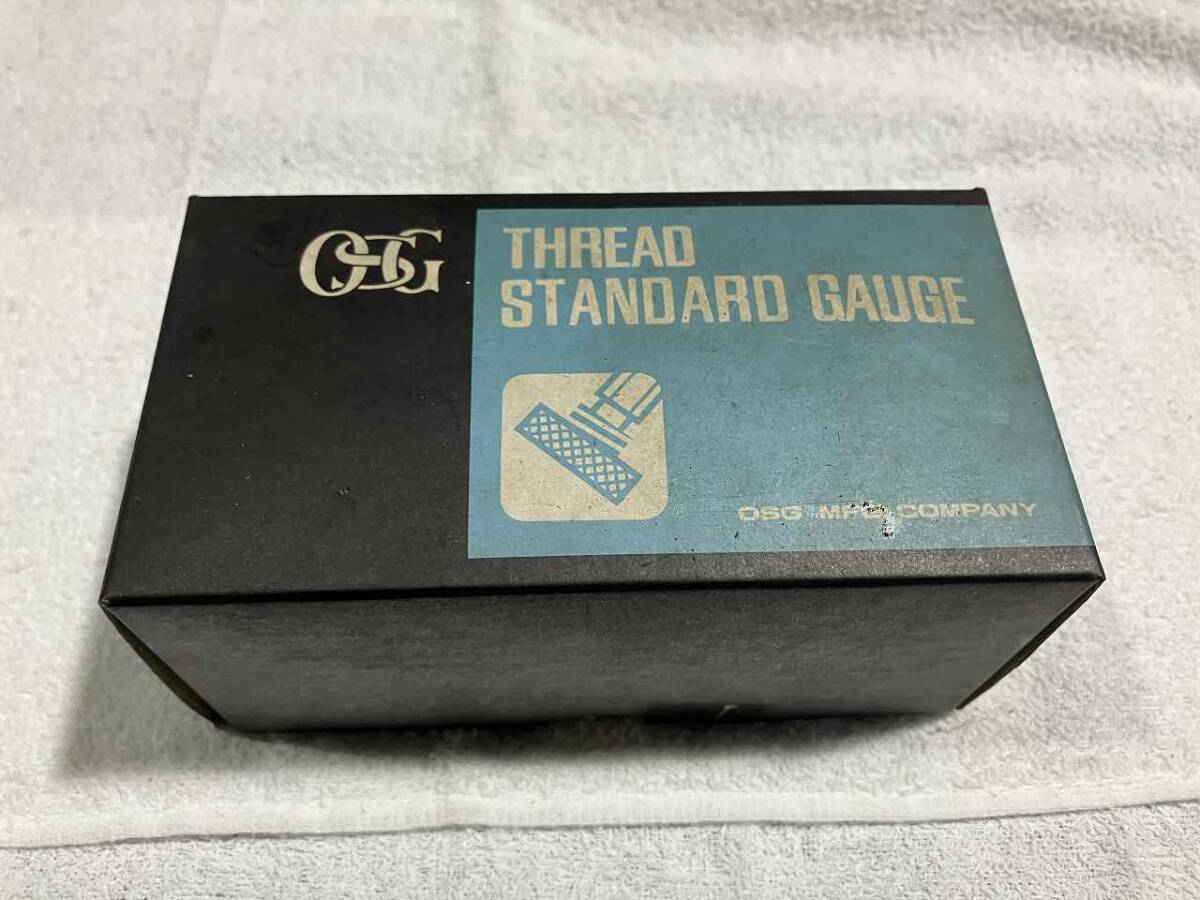 OSG
THREAD
STANDARD GAUGE
OSG MFG. COMPANY